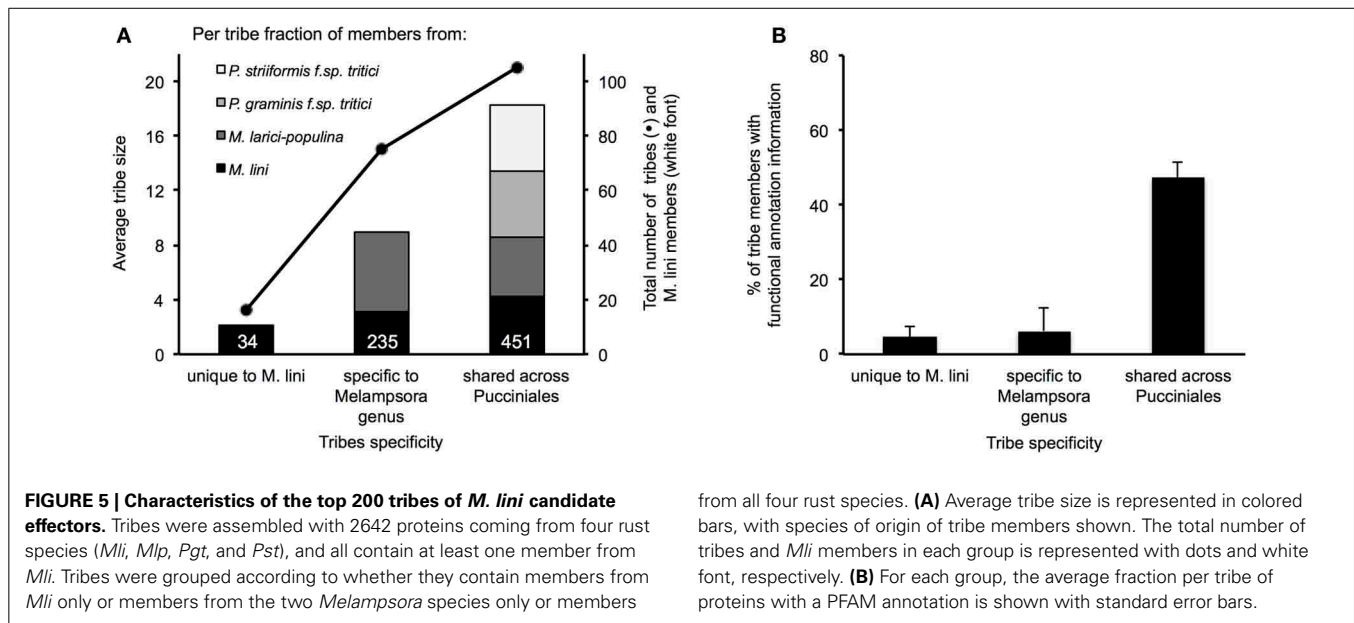 A
Per tribe fraction of members from:
P. striiformis f.sp. tritici
P. graminis f.sp. tritici
M. larici-populina
M. lini
Average tribe size
20
16
12
8
4
0
100
80
60
40
20
0
Total number of tribes (•) and
M. lini members (white font)
34
235
451
unique to M. lini
specific to
Melampsora
genus
shared across
Pucciniales
Tribes specificity
B
% of tribe members with
functional annotation information
80
60
40
20
0
unique to M. lini
specific to
Melampsora
genus
shared across
Pucciniales
Tribe specificity
FIGURE 5 | Characteristics of the top 200 tribes of M. lini candidate
effectors. Tribes were assembled with 2642 proteins coming from four rust
species (Mli, Mlp, Pgt, and Pst), and all contain at least one member from
Mli. Tribes were grouped according to whether they contain members from
Mli only or members from the two Melampsora species only or members
from all four rust species. (A) Average tribe size is represented in colored
bars, with species of origin of tribe members shown. The total number of
tribes and Mli members in each group is represented with dots and white
font, respectively. (B) For each group, the average fraction per tribe of
proteins with a PFAM annotation is shown with standard error bars.